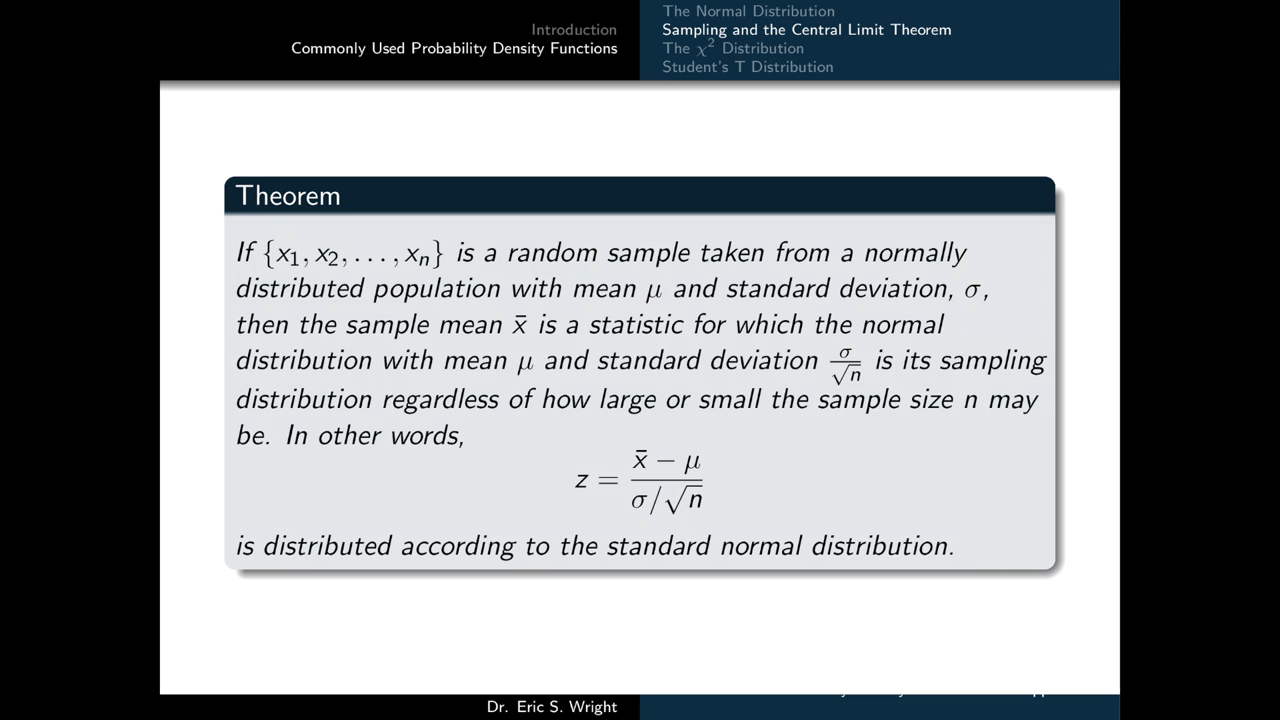 Introduction
Commonly Used Probability Density Functions
The Normal Distribution
Sampling and the Central Limit Theorem
The χ² Distribution
Student's T Distribution
Theorem
If {x₁, x₂, . . . , xₙ} is a random sample taken from a normally
distributed population with mean μ and standard deviation, σ,
then the sample mean x̄ is a statistic for which the normal
distribution with mean μ and standard deviation σ/√n is its sampling
distribution regardless of how large or small the sample size n may
be. In other words,
z = (x̄ − μ)/(σ/√n)
is distributed according to the standard normal distribution.
Dr. Eric S. Wright